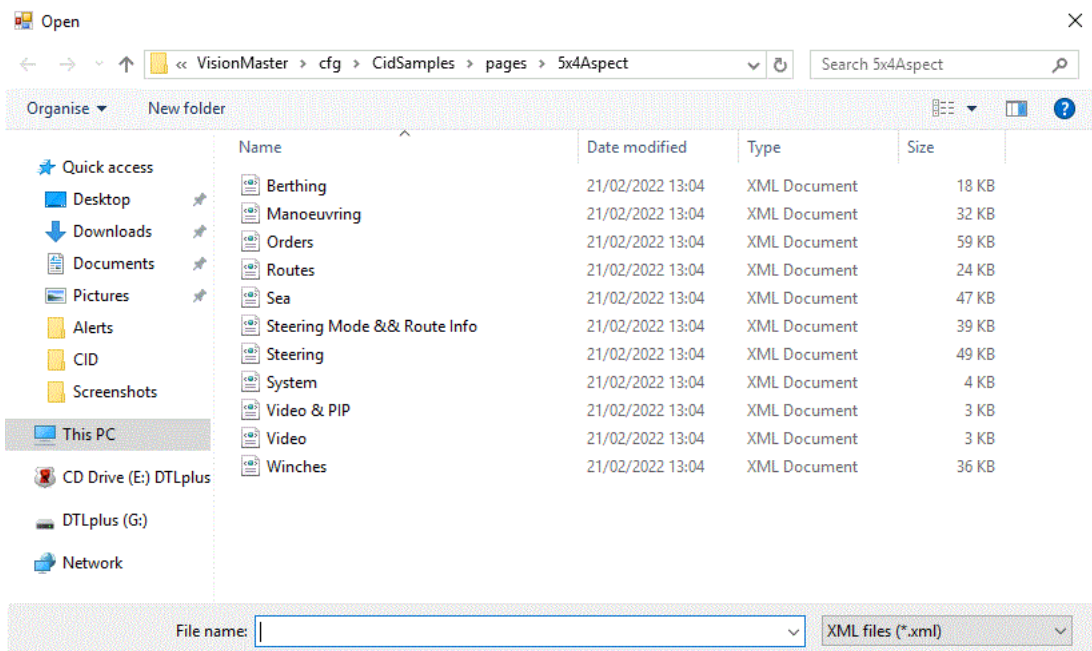 Open
« VisionMaster > cfg > CidSamples > pages > 5x4Aspect
Search 5x4Aspect
Organise
New folder
Quick access
Desktop
Downloads
Documents
Pictures
Alerts
CID
Screenshots
This PC
CD Drive (E:) DTLplus
DTLplus (G:)
Network
Name Date modified Type Size
Berthing 21/02/2022 13:04 XML Document 18 KB
Manoeuvring 21/02/2022 13:04 XML Document 32 KB
Orders 21/02/2022 13:04 XML Document 59 KB
Routes 21/02/2022 13:04 XML Document 24 KB
Sea 21/02/2022 13:04 XML Document 47 KB
Steering Mode && Route Info 21/02/2022 13:04 XML Document 39 KB
Steering 21/02/2022 13:04 XML Document 49 KB
System 21/02/2022 13:04 XML Document 4 KB
Video & PIP 21/02/2022 13:04 XML Document 3 KB
Video 21/02/2022 13:04 XML Document 3 KB
Winches 21/02/2022 13:04 XML Document 36 KB
File name:
XML files (*.xml)